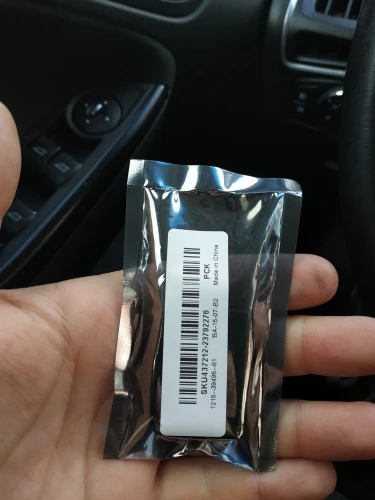 PCK
Made in China
SKU437212-23792276
BA-15-07-B2
1216--39495--61